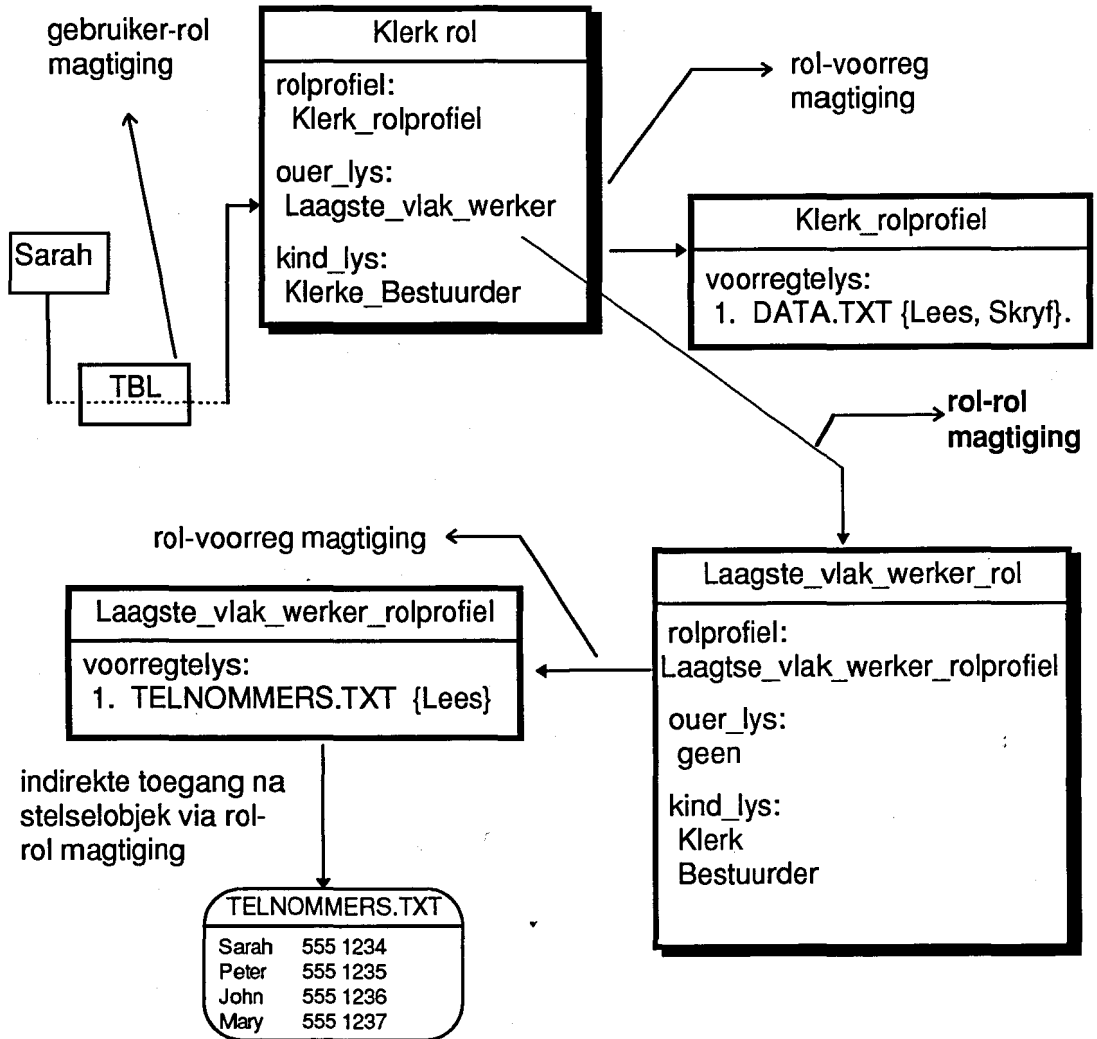 gebruiker-rol
magtiging
Klerk rol
rolprofiel:
Klerk_rolprofiel
ouer_lys:
Laagste_vlak_werker
kind_lys:
Klerke_Bestuurder
rol-voorreg
magtiging
Klerk_rolprofiel
voorregtelys:
1. DATA.TXT {Lees, Skryf}.
Sarah
TBL
rol-rol
magtiging
rol-voorreg magtiging
Laagste_vlak_werker_rolprofiel
voorregtelys:
1. TELNOMMERS.TXT {Lees}
Laagste_vlak_werker_rol
rolprofiel:
Laagtse_vlak_werker_rolprofiel
ouer_lys:
geen
kind_lys:
Klerk
Bestuurder
indirekte toegang na
stelselobjek via rol-
rol magtiging
TELNOMMERS.TXT
Sarah 555 1234
Peter 555 1235
John 555 1236
Mary 555 1237